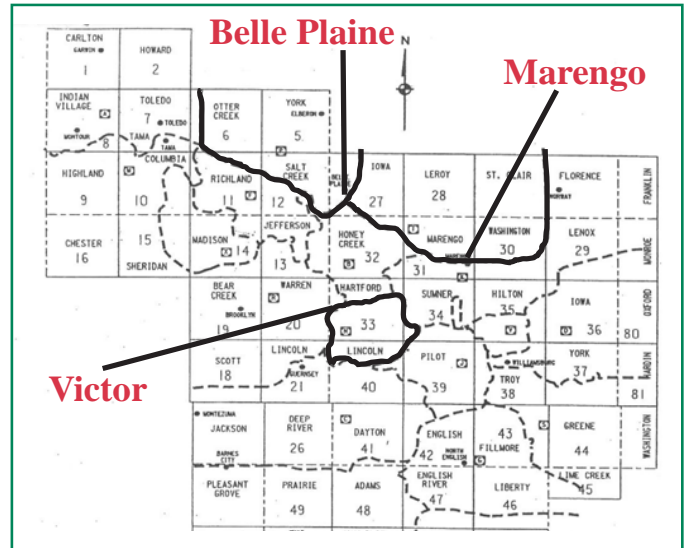 Belle Plaine
Marengo
Victor
N
CARLTON
GARWIN
1
HOWARD
2
INDIAN VILLAGE
MONTOUR
8
TOLEDO
7
TOLEDO
TAMA
TAMA
OTTER CREEK
6
YORK
ELBERON
5
HIGHLAND
9
COLUMBIA
10
RICHLAND
11
SALT CREEK
12
BELLE PLAINE
IOWA
27
LEROY
28
ST. CLAIR
FLORENCE
NORWAY
FRANKLIN
CHESTER
16
15
SHERIDAN
MADISON
14
JEFFERSON
13
HONEY CREEK
32
MARENGO
31
WASHINGTON
30
LENOX
29
MONROE
BEAR CREEK
BROOKLYN
19
WARREN
20
HARTFORD
33
SUMNER
34
HILTON
35
IOWA
36
80
OXFORD
SCOTT
18
LINCOLN
GUERNSEY
21
LINCOLN
40
PILOT
39
WILLIAMSBURG
TROY
38
YORK
37
HARDIN
81
MONTEZUMA
JACKSON
BARNES CITY
DEEP RIVER
26
DAYTON
41
ENGLISH
42
NORTH ENGLISH
43
FILLMORE
GREENE
44
WASHINGTON
PLEASANT GROVE
PRAIRIE
49
ADAMS
48
ENGLISH RIVER
47
LIBERTY
46
LIME CREEK
45